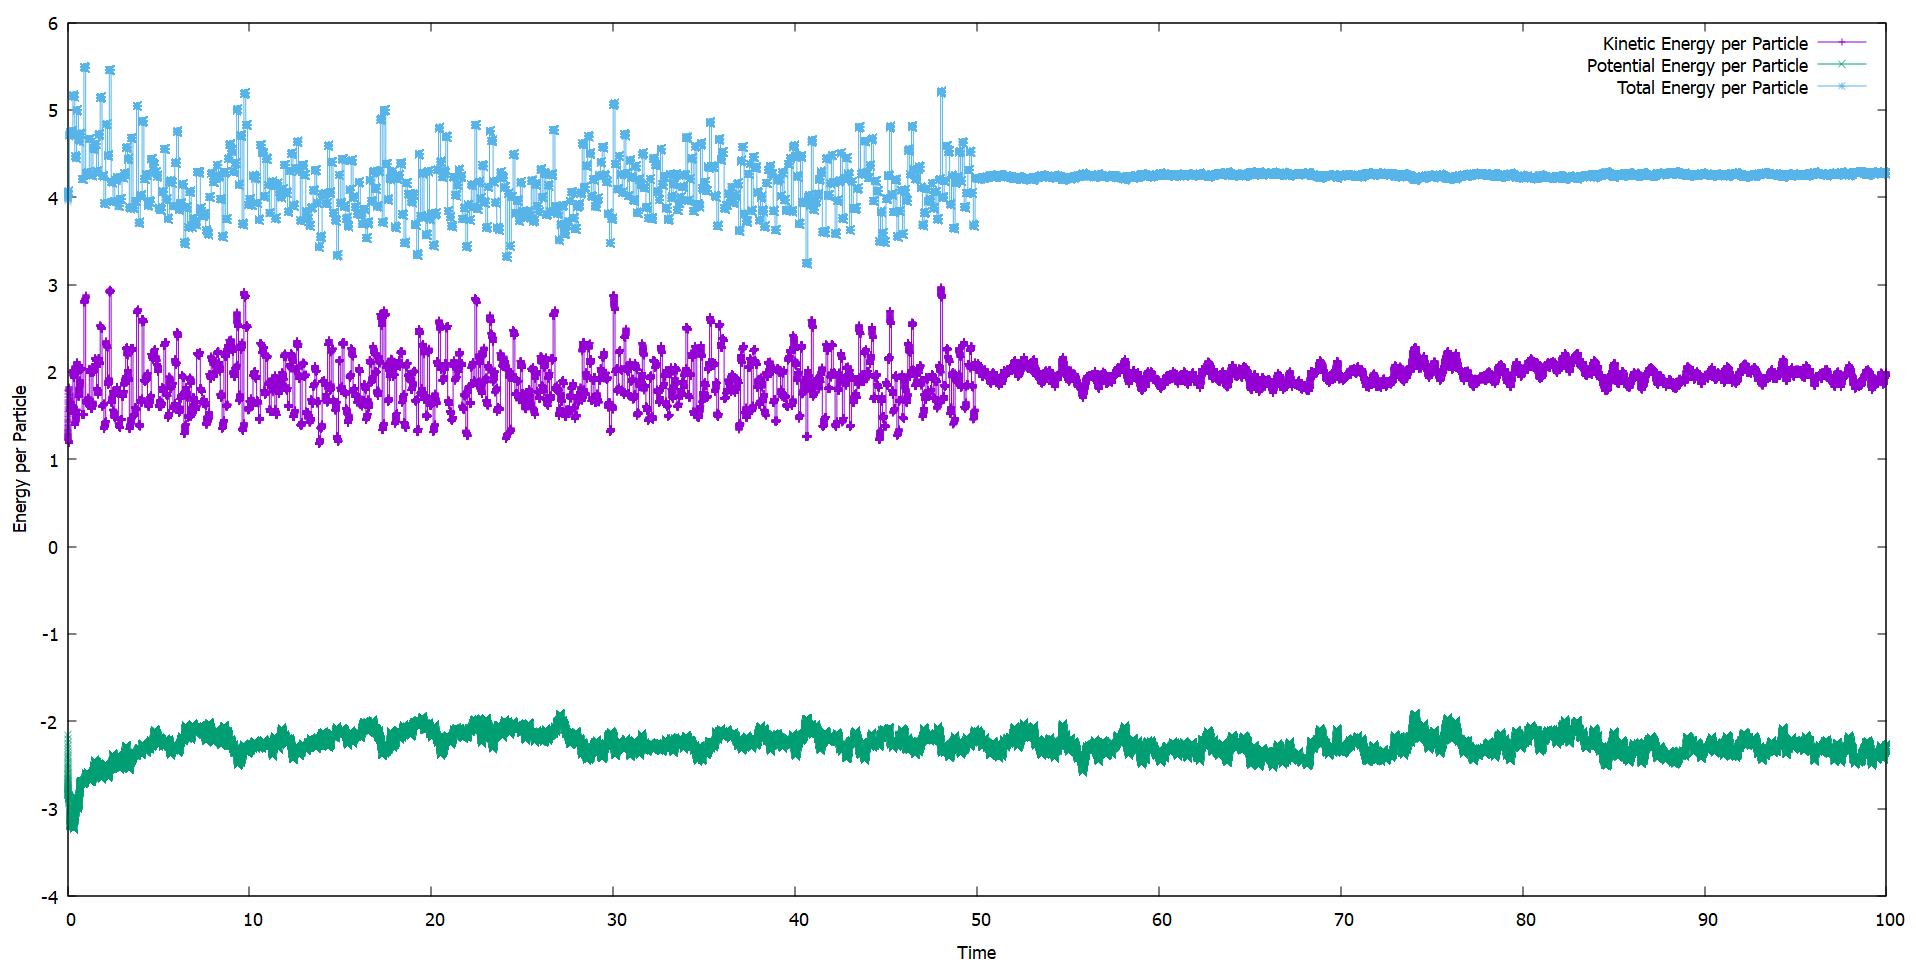 6
5
4
3
2
1
0
-1
-2
-3
-4
Energy per Particle
Kinetic Energy per Particle
Potential Energy per Particle
Total Energy per Particle
0 10 20 30 40 50 60 70 80 90 100
Time